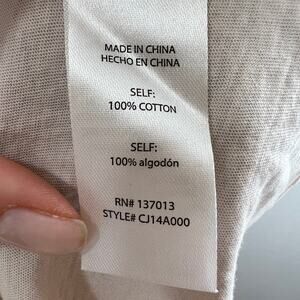 MADE IN CHINA
HECHO EN CHINA
SELF:
100% COTTON
SELF:
100% algodón
RN# 137013
STYLE# CJ14A000